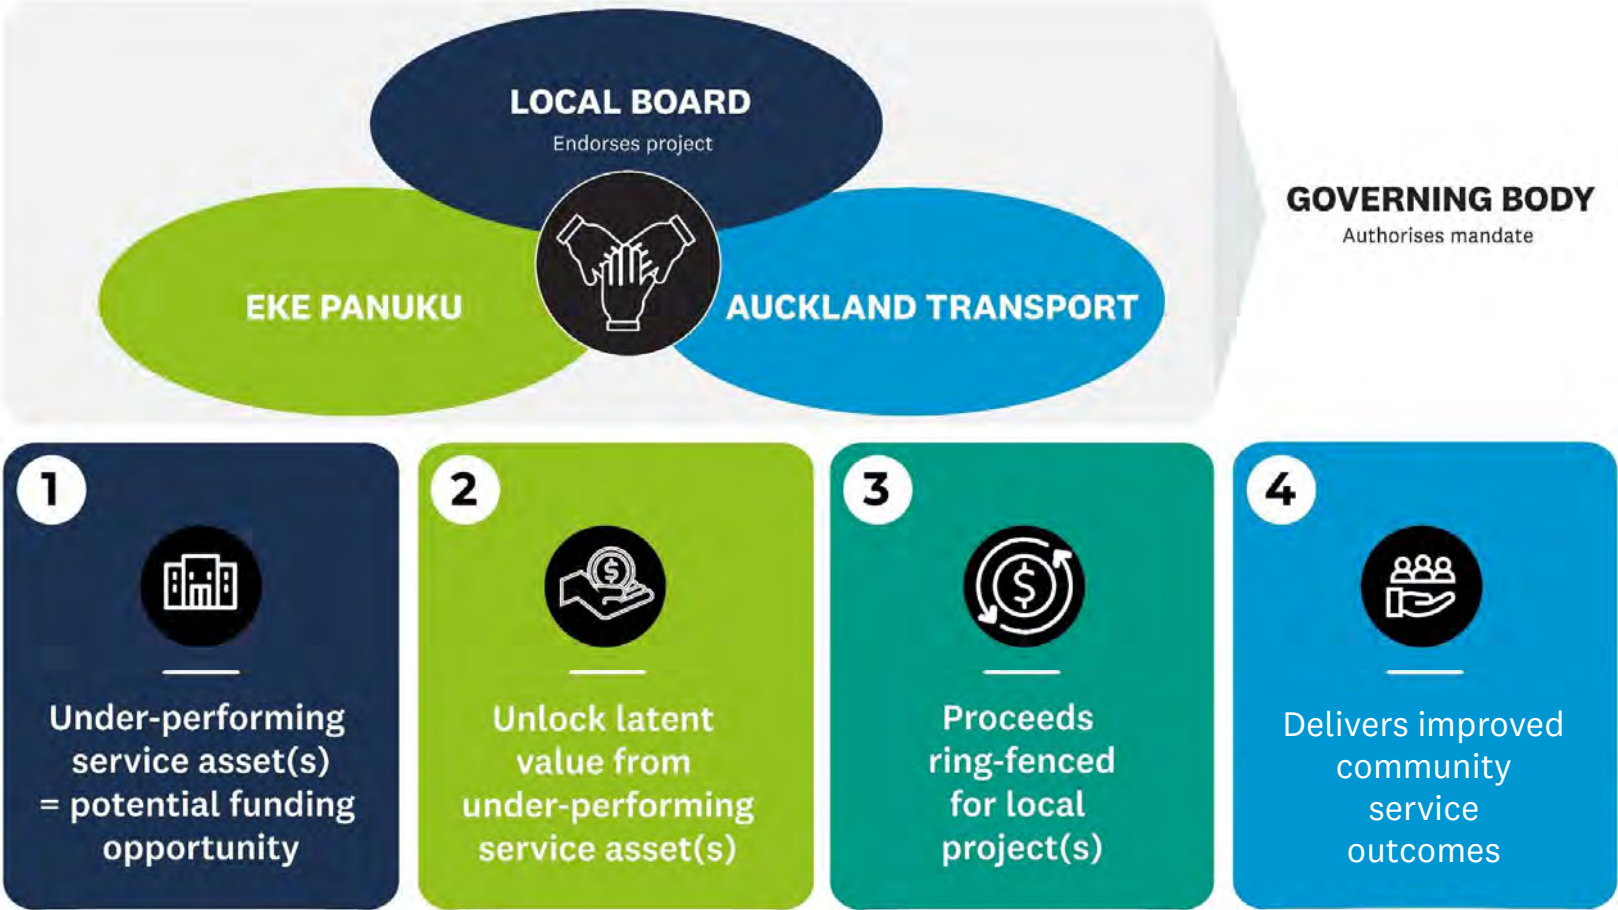 LOCAL BOARD
Endorses project
GOVERNING BODY
Authorises mandate
EKE PANUKU
AUCKLAND TRANSPORT
1
Under-performing
service asset(s)
= potential funding
opportunity
2
$
Unlock latent
value from
under-performing
service asset(s)
3
$
Proceeds
ring-fenced
for local
project(s)
4
Delivers improved
community
service
outcomes